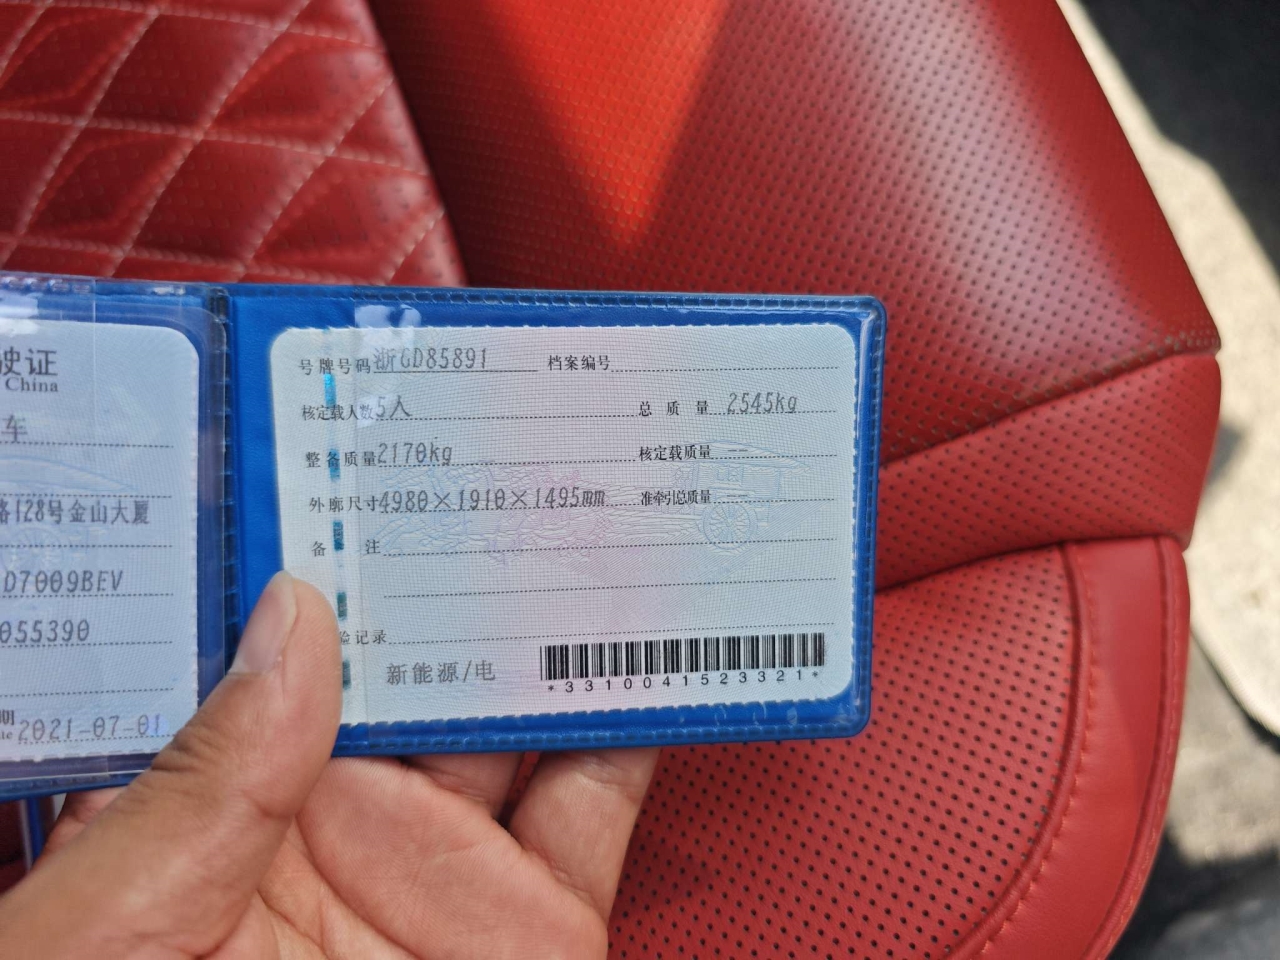 驶证
China
车
路128号金山大厦
D7009BEV
055390
期
2021-07-01
号牌号码 浙GD85891 档案编号
核定载人数 5人 总质量 2545kg
整备质量 2170kg 核定载质量 --
外廓尺寸 4980×1910×1495mm 准牵引总质量 --
备注
验记录
新能源/电
*3310041523321*